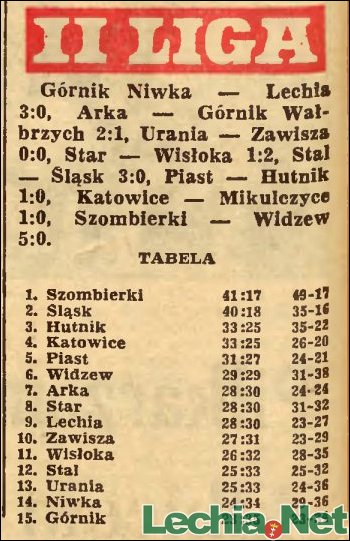 II LIGA
Górnik Niwka — Lechia
3:0, Arka — Górnik Wał-
brzych 2:1, Urania — Zawisza
0:0, Star — Wisłoka 1:2, Stal
— Śląsk 3:0, Piast — Hutnik
1:0, Katowice — Mikulczyce
1:0, Szombierki — Widzew
5:0.
TABELA
1. Szombierki 41:17 49-17
2. Śląsk 40:18 35-16
3. Hutnik 33:25 35-22
4. Katowice 33:25 26-20
5. Piast 31:27 24-21
6. Widzew 29:29 31-38
7. Arka 28:30 24-24
8. Star 28:30 31-32
9. Lechia 28:30 23-27
10. Zawisza 27:31 23-29
11. Wisłoka 26:32 28-35
12. Stal 25:33 25-32
13. Urania 25:33 24-36
14. Niwka 24:34 29-36
15. Górnik
Lechia.Net